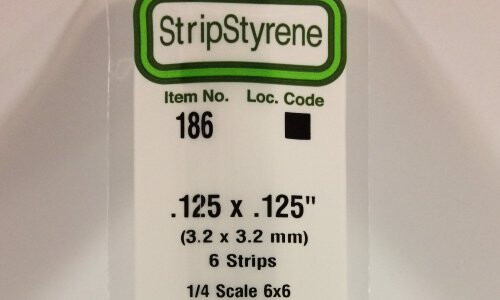 StripStyrene
Item No. Loc. Code
186
.125 x .125"
(3.2 x 3.2 mm)
6 Strips
1/4 Scale 6x6